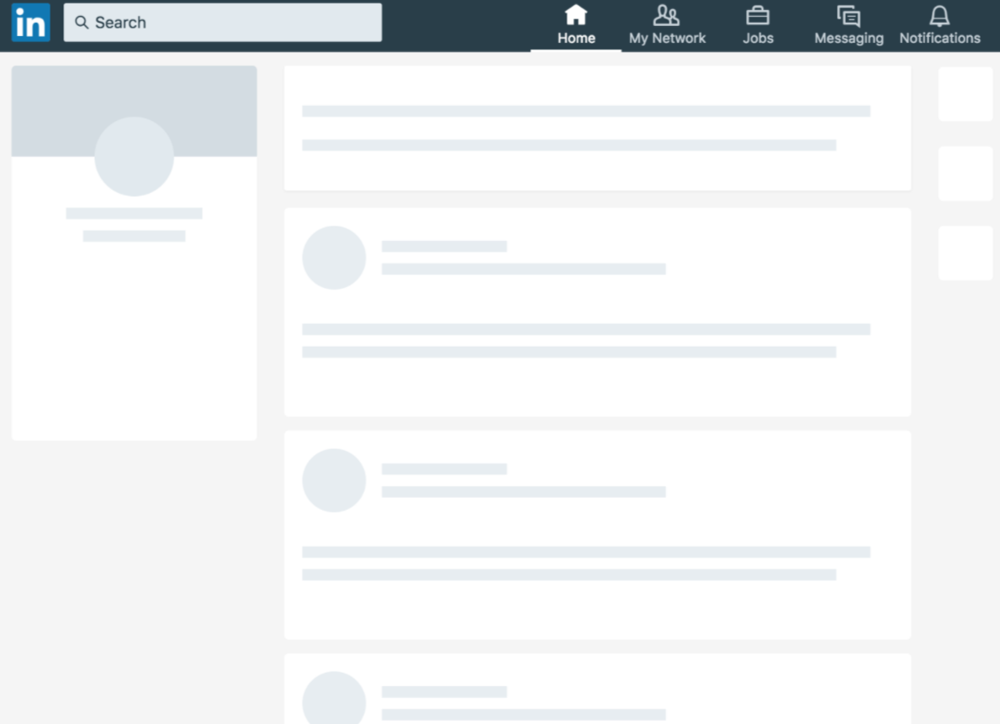 in
Search
Home
My Network
Jobs
Messaging
Notifications